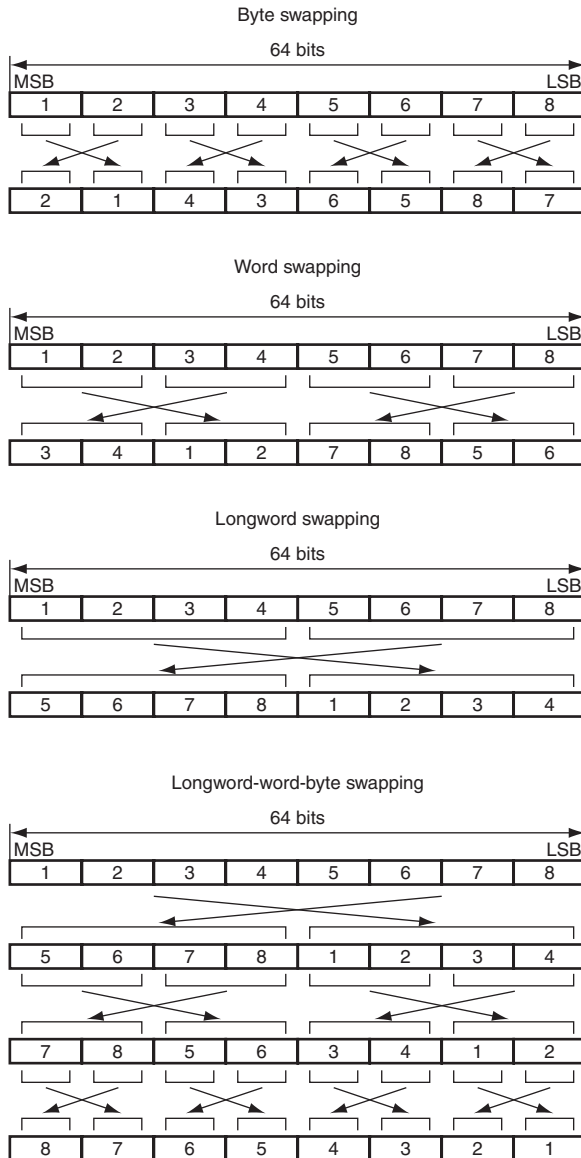 Byte swapping
64 bits
MSB LSB
1 2 3 4 5 6 7 8
2 1 4 3 6 5 8 7
Word swapping
64 bits
MSB LSB
1 2 3 4 5 6 7 8
3 4 1 2 7 8 5 6
Longword swapping
64 bits
MSB LSB
1 2 3 4 5 6 7 8
5 6 7 8 1 2 3 4
Longword-word-byte swapping
64 bits
MSB LSB
1 2 3 4 5 6 7 8
5 6 7 8 1 2 3 4
7 8 5 6 3 4 1 2
8 7 6 5 4 3 2 1